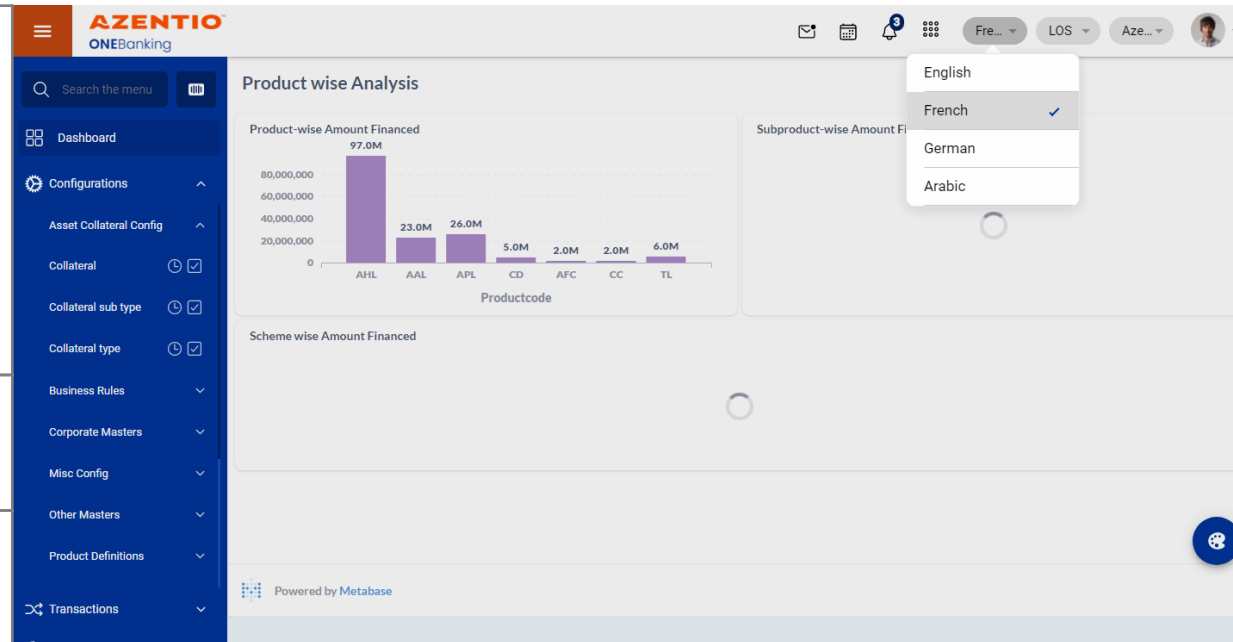 AZENTIO
ONEBanking
3
Fre...
LOS
Aze...
English
French
German
Arabic
Search the menu
Dashboard
Configurations
Asset Collateral Config
Collateral
Collateral sub type
Collateral type
Business Rules
Corporate Masters
Misc Config
Other Masters
Product Definitions
Transactions
Product wise Analysis
Product-wise Amount Financed
97.0M
80,000,000
60,000,000
40,000,000
20,000,000
0
23.0M
26.0M
5.0M
2.0M
2.0M
6.0M
AHL AAL APL CD AFC CC TL
Productcode
Subproduct-wise Amount
Scheme wise Amount Financed
Powered by Metabase